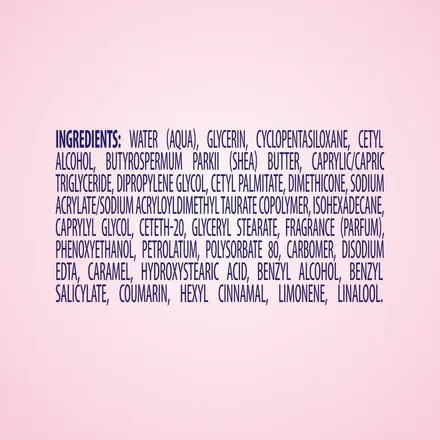 INGREDIENTS: WATER (AQUA), GLYCERIN, CYCLOPENTASILOXANE, CETYL
ALCOHOL, BUTYROSPERMUM PARKII (SHEA) BUTTER, CAPRYLIC/CAPRIC
TRIGLYCERIDE, DIPROPYLENE GLYCOL, CETYL PALMITATE, DIMETHICONE, SODIUM
ACRYLATE/SODIUM ACRYLOYLDIMETHYL TAURATE COPOLYMER, ISOHEXADECANE,
CAPRYLYL GLYCOL, CETETH-20, GLYCERYL STEARATE, FRAGRANCE (PARFUM),
PHENOXYETHANOL, PETROLATUM, POLYSORBATE 80, CARBOMER, DISODIUM
EDTA, CARAMEL, HYDROXYSTEARIC ACID, BENZYL ALCOHOL, BENZYL
SALICYLATE, COUMARIN, HEXYL CINNAMAL, LIMONENE, LINALOOL.